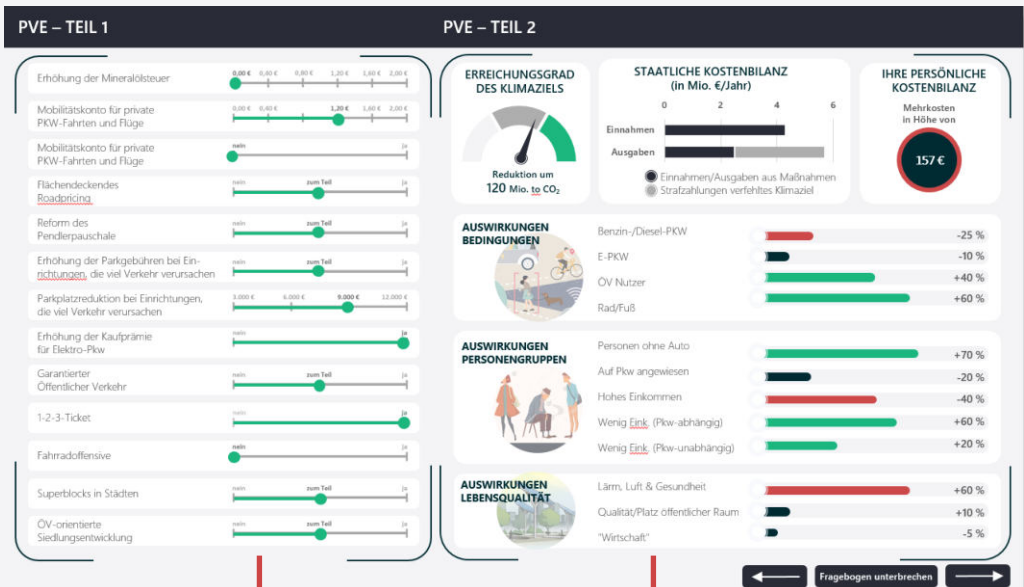 PVE – TEIL 1
Erhöhung der Mineralölsteuer
0,00 € 0,40 € 0,80 € 1,20 € 1,60 € 2,00 €
Mobilitätskonto für private
PKW-Fahrten und Flüge
0,00 € 0,40 € 1,20 € 1,60 € 2,00 €
Mobilitätskonto für private
PKW-Fahrten und Flüge
nein ja
Flächendeckendes
Roadpricing
nein zum Teil ja
Reform des
Pendlerpauschale
nein zum Teil ja
Erhöhung der Parkgebühren bei Ein-
richtungen, die viel Verkehr verursachen
nein zum Teil ja
Parkplatzreduktion bei Einrichtungen,
die viel Verkehr verursachen
3.000 € 6.000 € 9.000 € 12.000 €
Erhöhung der Kaufprämie
für Elektro-Pkw
nein ja
Garantierter
Öffentlicher Verkehr
nein zum Teil ja
1-2-3-Ticket
nein ja
Fahrradoffensive
nein ja
Superblocks in Städten
nein zum Teil ja
ÖV-orientierte
Siedlungsentwicklung
nein zum Teil ja
PVE – TEIL 2
ERREICHUNGSGRAD
DES KLIMAZIELS
Reduktion um
120 Mio. to CO₂
STAATLICHE KOSTENBILANZ
(in Mio. €/Jahr)
0 2 4 6
Einnahmen
Ausgaben
Einnahmen/Ausgaben aus Maßnahmen
Strafzahlungen verfehltes Klimaziel
IHRE PERSÖNLICHE
KOSTENBILANZ
Mehrkosten
in Höhe von
157 €
AUSWIRKUNGEN
BEDINGUNGEN
Benzin-/Diesel-PKW -25 %
E-PKW -10 %
ÖV Nutzer +40 %
Rad/Fuß +60 %
AUSWIRKUNGEN
PERSONENGRUPPEN
Personen ohne Auto +70 %
Auf Pkw angewiesen -20 %
Hohes Einkommen -40 %
Wenig Eink. (Pkw-abhängig) +60 %
Wenig Eink. (Pkw-unabhängig) +20 %
AUSWIRKUNGEN
LEBENSQUALITÄT
Lärm, Luft & Gesundheit +60 %
Qualität/Platz öffentlicher Raum +10 %
"Wirtschaft" -5 %
Fragebogen unterbrechen